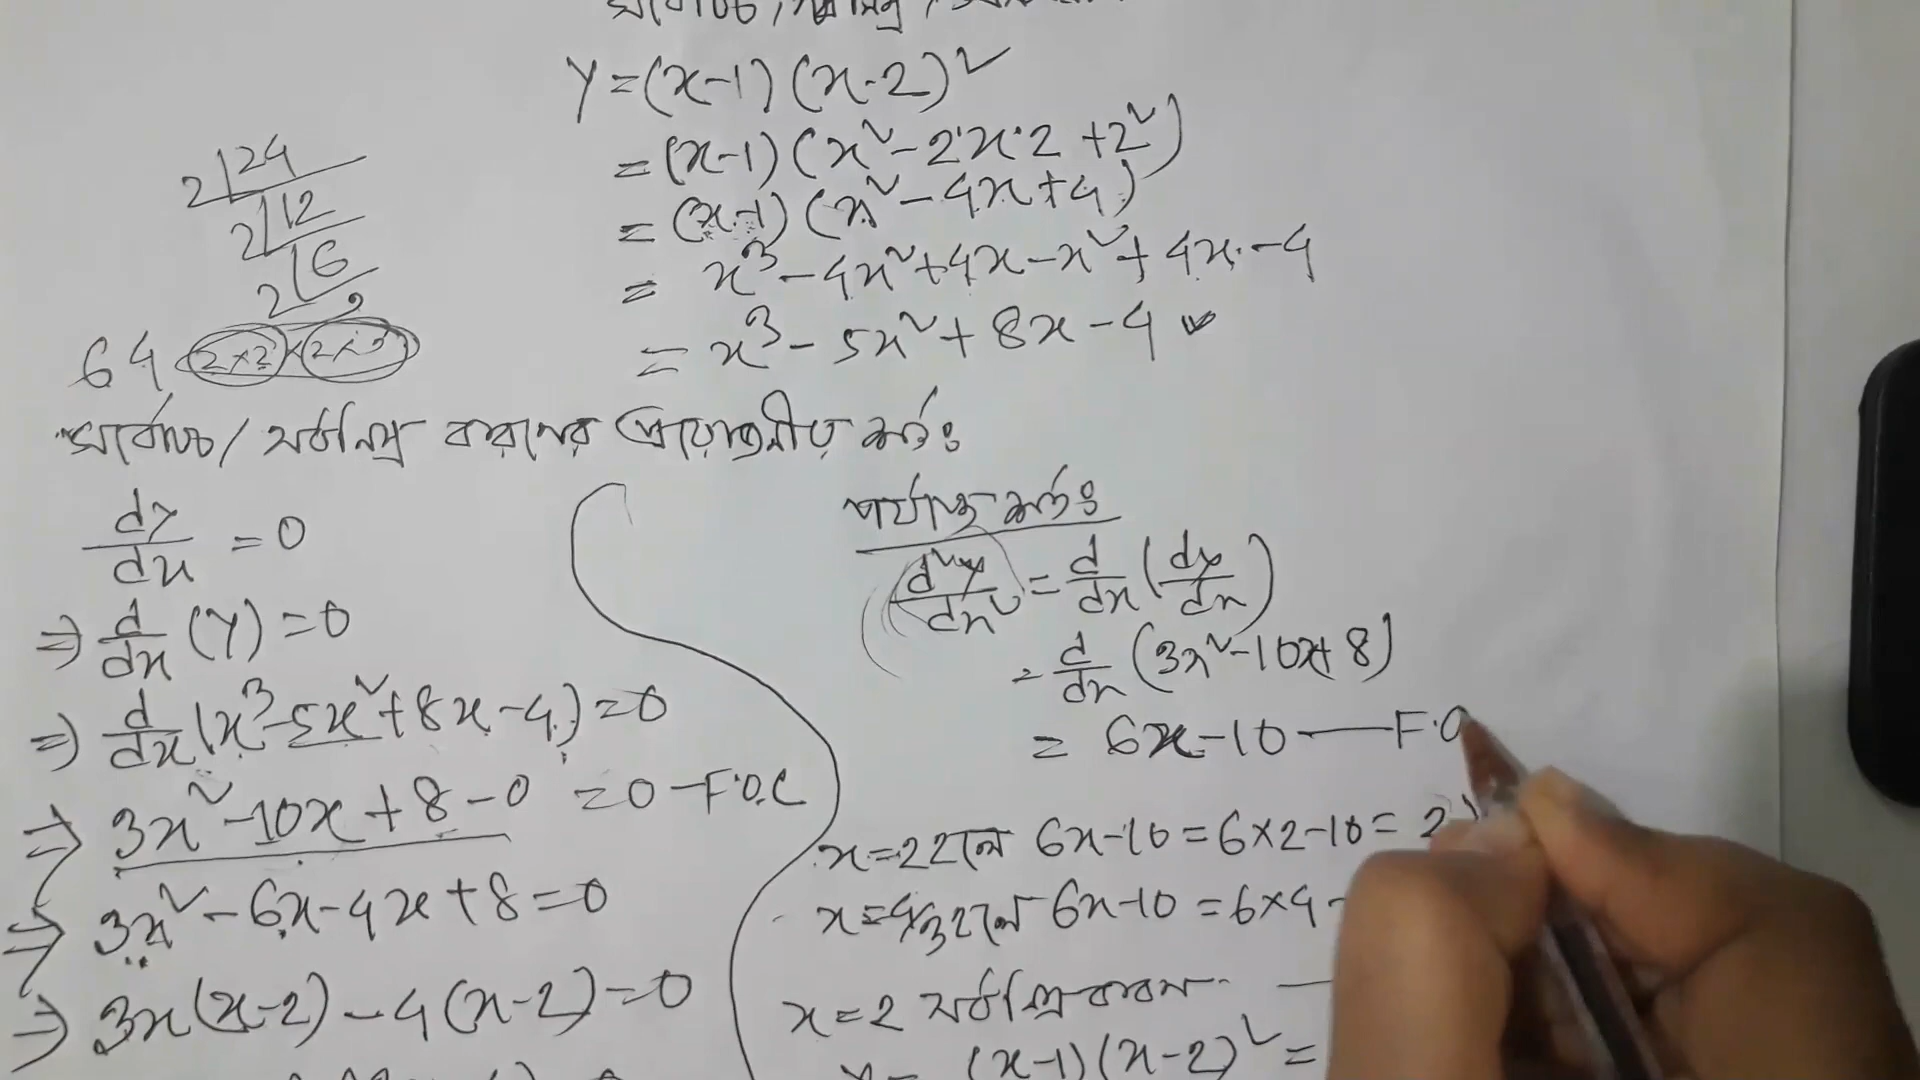 Y=(x-1)(x-2)²
=(x-1)(x²-2·x·2+2²)
=(x-1)(x²-4x+4)
= x³-4x²+4x-x²+4x-4
= x³-5x²+8x-4
2|24
2|12
2|6
64 2×2×2×3
সর্বোচ্চ/সর্বনিম্ন করণের প্রয়োজনীয় শর্তঃ
dy/dx = 0
⇒ d/dx (Y)=0
⇒ d/dx (x³-5x²+8x-4)=0
⇒ 3x²-10x+8-0 =0-F.O.C
⇒ 3x²-6x-4x+8=0
⇒ 3x(x-2)-4(x-2)=0
পর্যাপ্ত শর্তঃ
d²y/dx² = d/dx (dy/dx)
= d/dx (3x²-10x+8)
= 6x-10 — F.O
x=2 হলে 6x-10=6×2-10=2
x=4/3 হলে 6x-10=6×4
x=2 সর্বনিম্ন করণ
(x-1)(x-2)²=